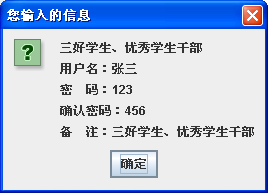 您输入的信息
三好学生、优秀学生干部
用户名：张三
密　码：123
确认密码：456
备　注：三好学生、优秀学生干部
确定